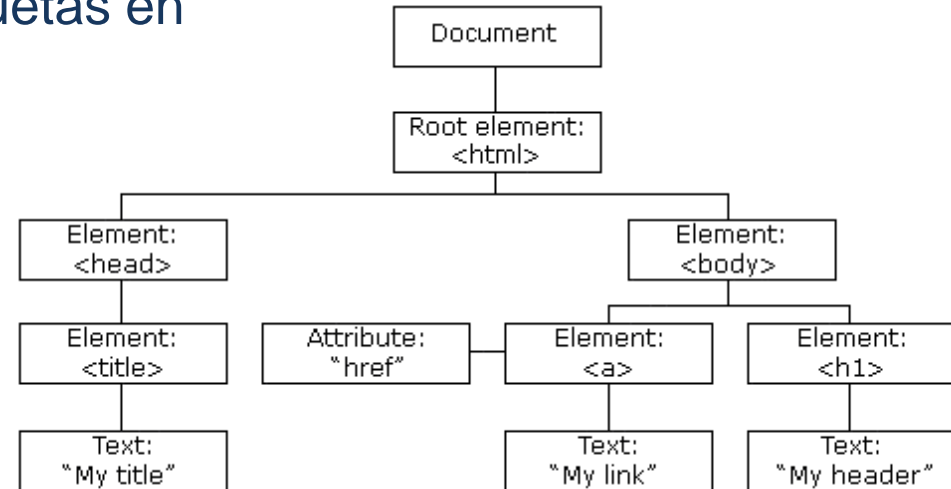 uetas en
Document
Root element:
<html>
Element:
<head>
Element:
<body>
Element:
<title>
Attribute:
“href”
Element:
<a>
Element:
<h1>
Text:
“My title”
Text:
“My link”
Text:
“My header”